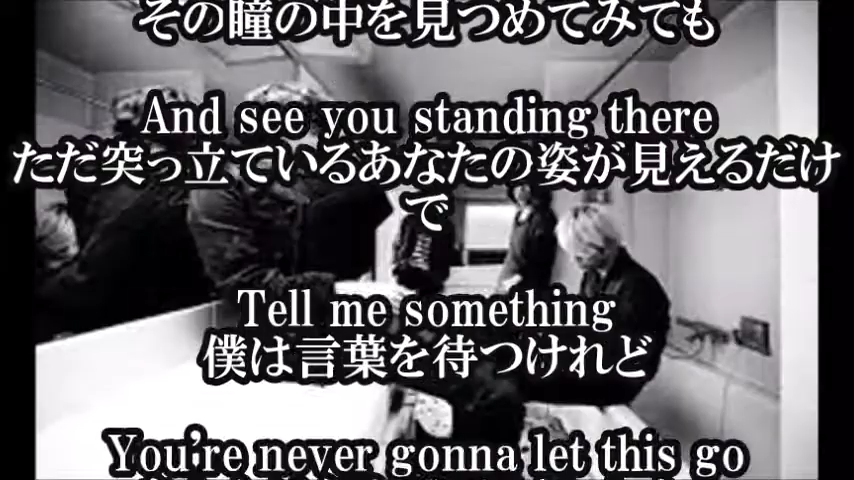 その瞳の中を見つめてみても
And see you standing there
ただ突っ立ているあなたの姿が見えるだけ
で
Tell me something
僕は言葉を待つけれど
You're never gonna let this go